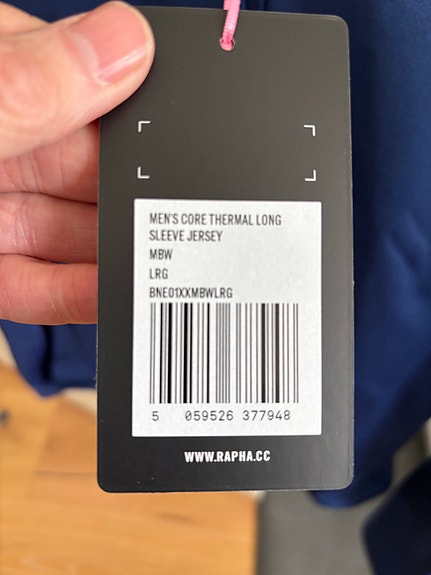 MEN'S CORE THERMAL LONG
SLEEVE JERSEY
MBW
LRG
BNE01XXMBWLRG
5 059526 377948
WWW.RAPHA.CC